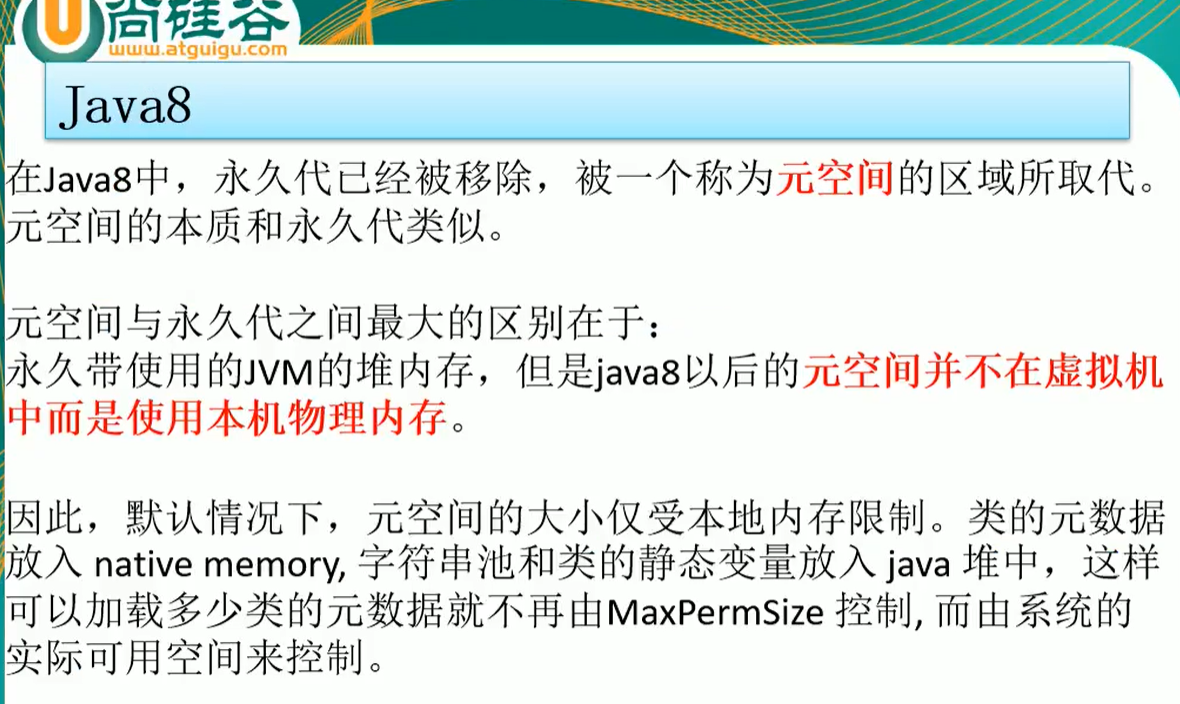 尚硅谷
www.atguigu.com
Java8
在Java8中，永久代已经被移除，被一个称为元空间的区域所取代。
元空间的本质和永久代类似。
元空间与永久代之间最大的区别在于：
永久带使用的JVM的堆内存，但是java8以后的元空间并不在虚拟机
中而是使用本机物理内存。
因此，默认情况下，元空间的大小仅受本地内存限制。类的元数据
放入 native memory, 字符串池和类的静态变量放入 java 堆中，这样
可以加载多少类的元数据就不再由MaxPermSize 控制, 而由系统的
实际可用空间来控制。